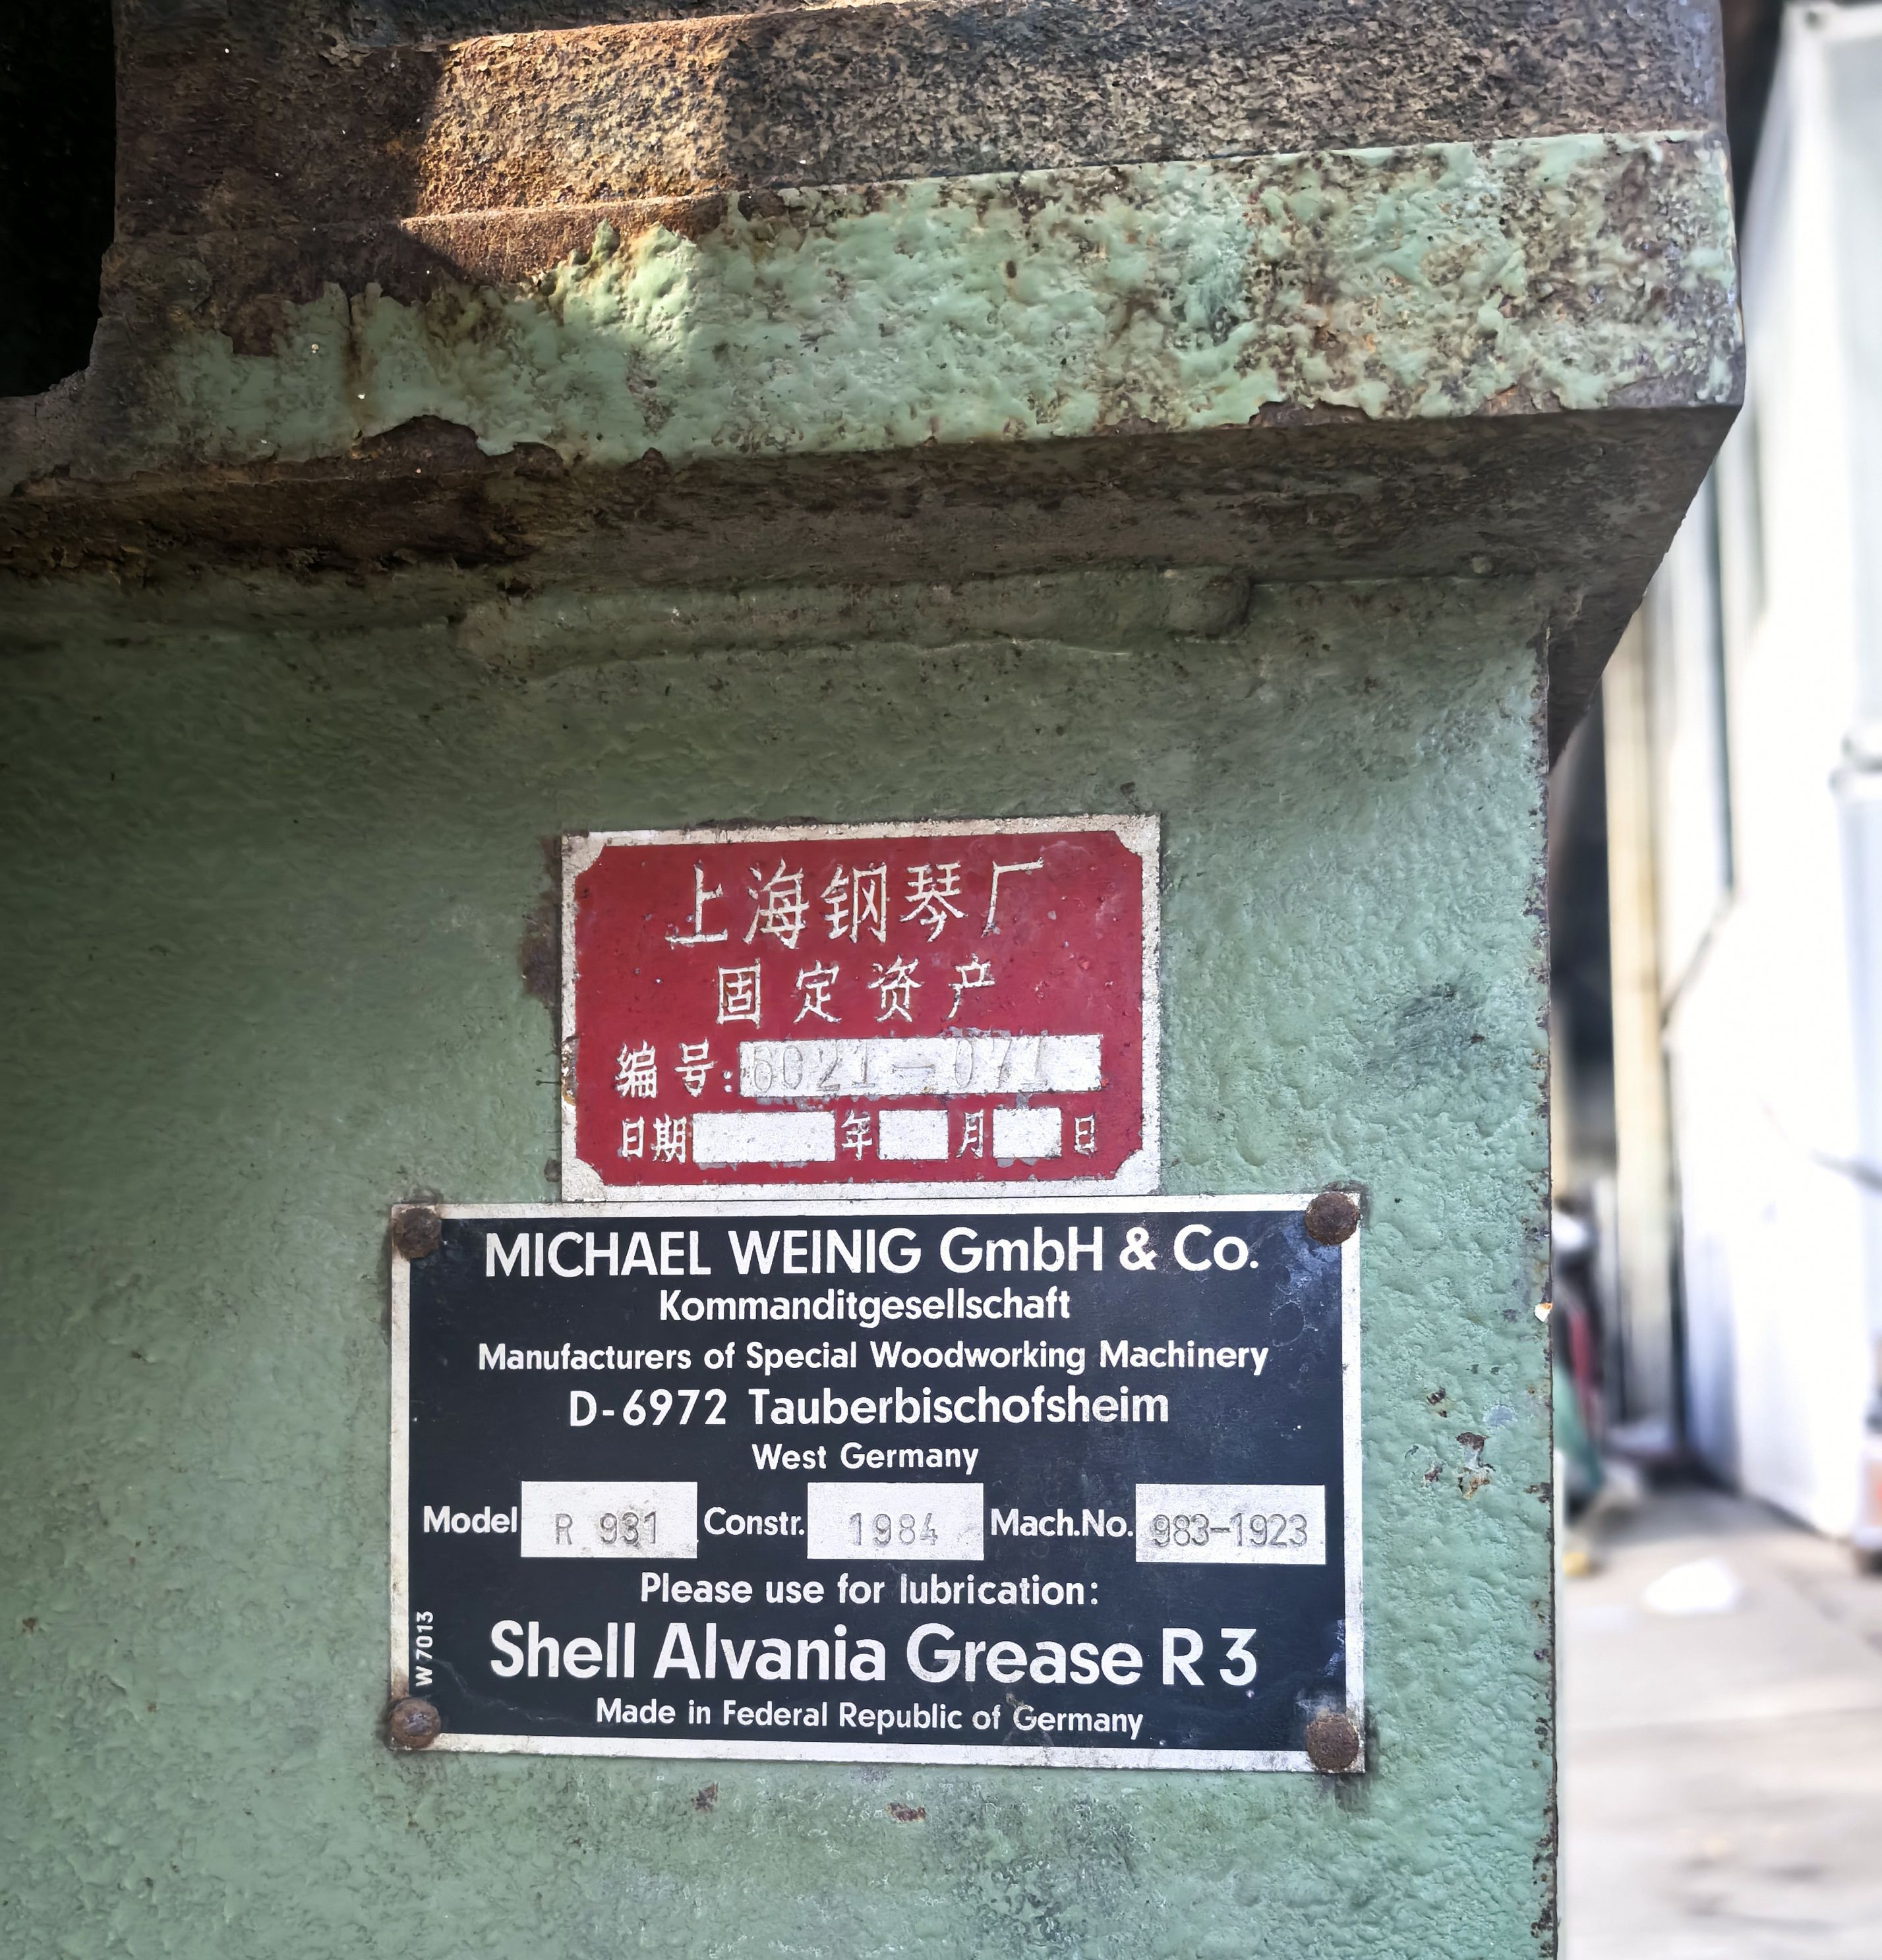 上海钢琴厂
固定资产
编号:6021-071
日期 年 月 日
MICHAEL WEINIG GmbH & Co.
Kommanditgesellschaft
Manufacturers of Special Woodworking Machinery
D-6972 Tauberbischofsheim
West Germany
Model R 931 Constr. 1984 Mach.No. 983-1923
Please use for lubrication:
Shell Alvania Grease R 3
Made in Federal Republic of Germany
W 7013